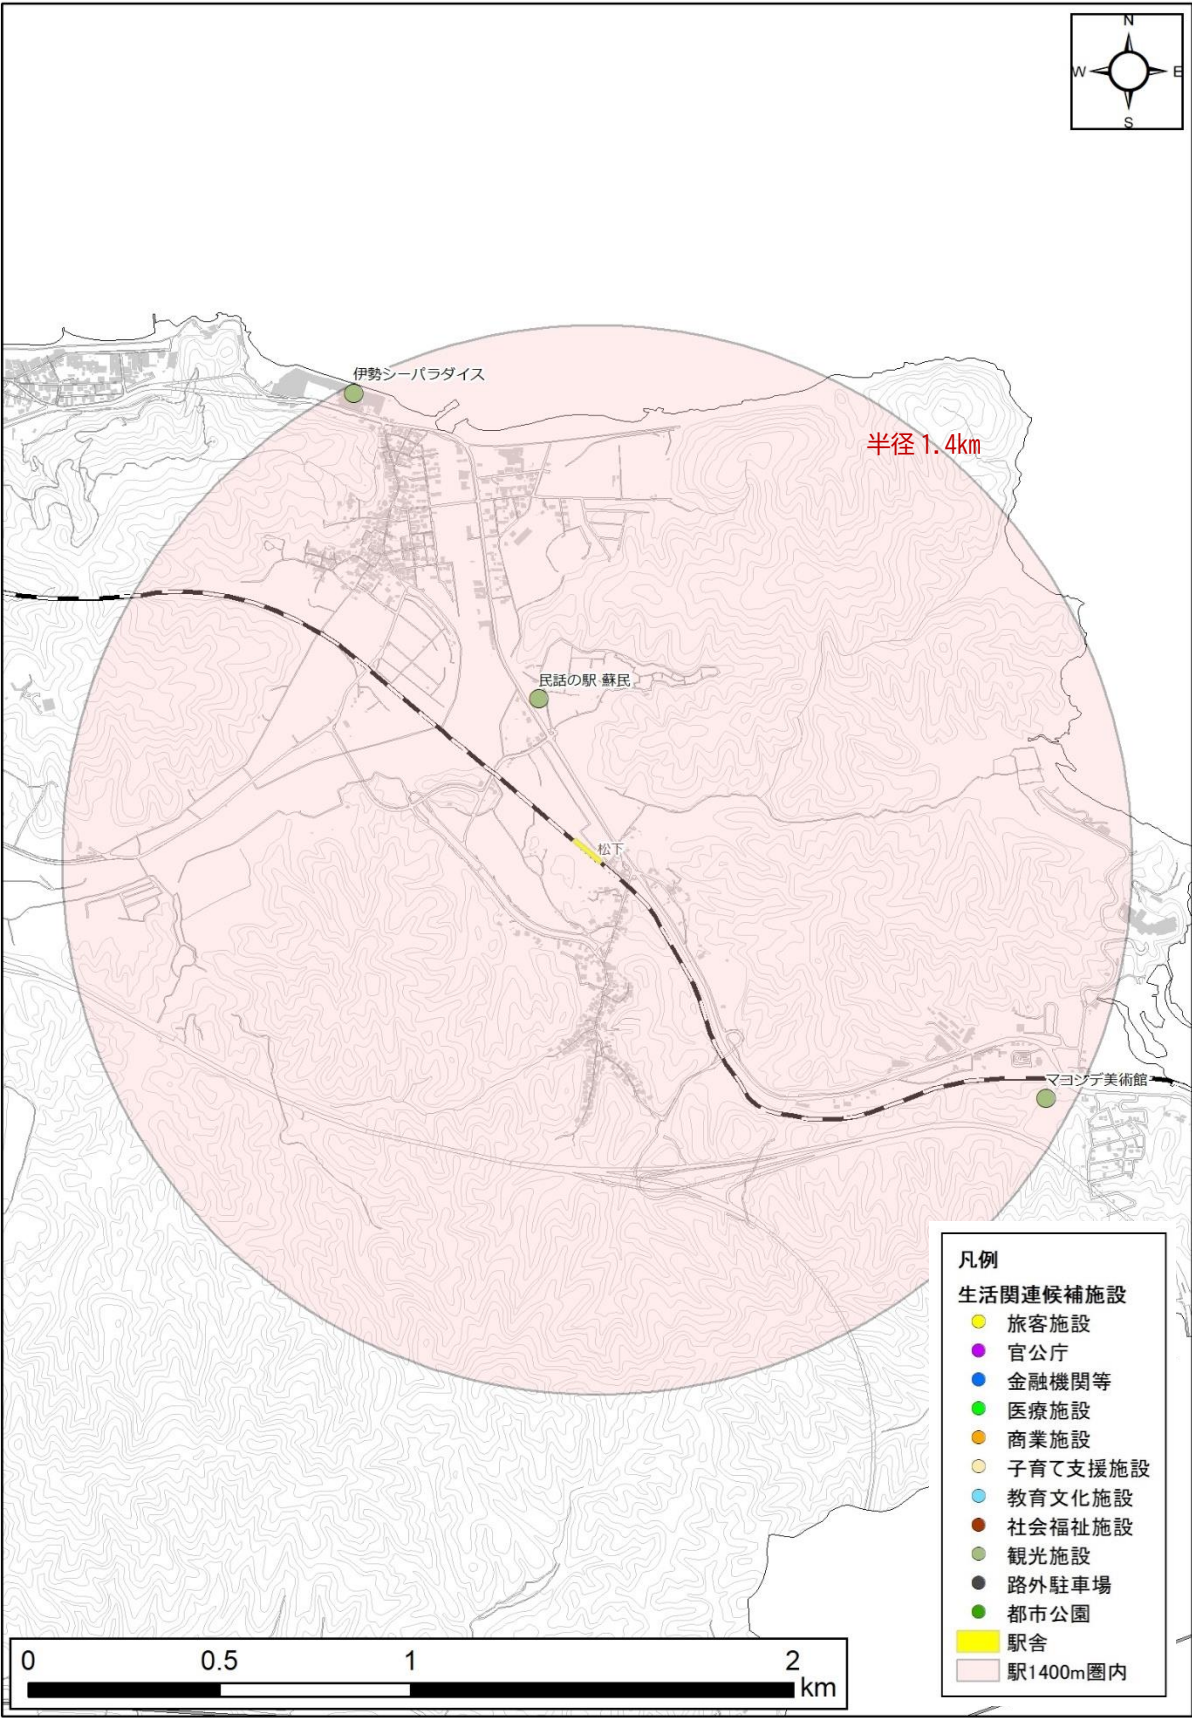 N
W
E
S
伊勢シーパラダイス
半径1.4km
民話の駅 蘇民
松下
マコンデ美術館
凡例
生活関連候補施設
旅客施設
官公庁
金融機関等
医療施設
商業施設
子育て支援施設
教育文化施設
社会福祉施設
観光施設
路外駐車場
都市公園
駅舎
駅1400m圏内
0 0.5 1 2
km